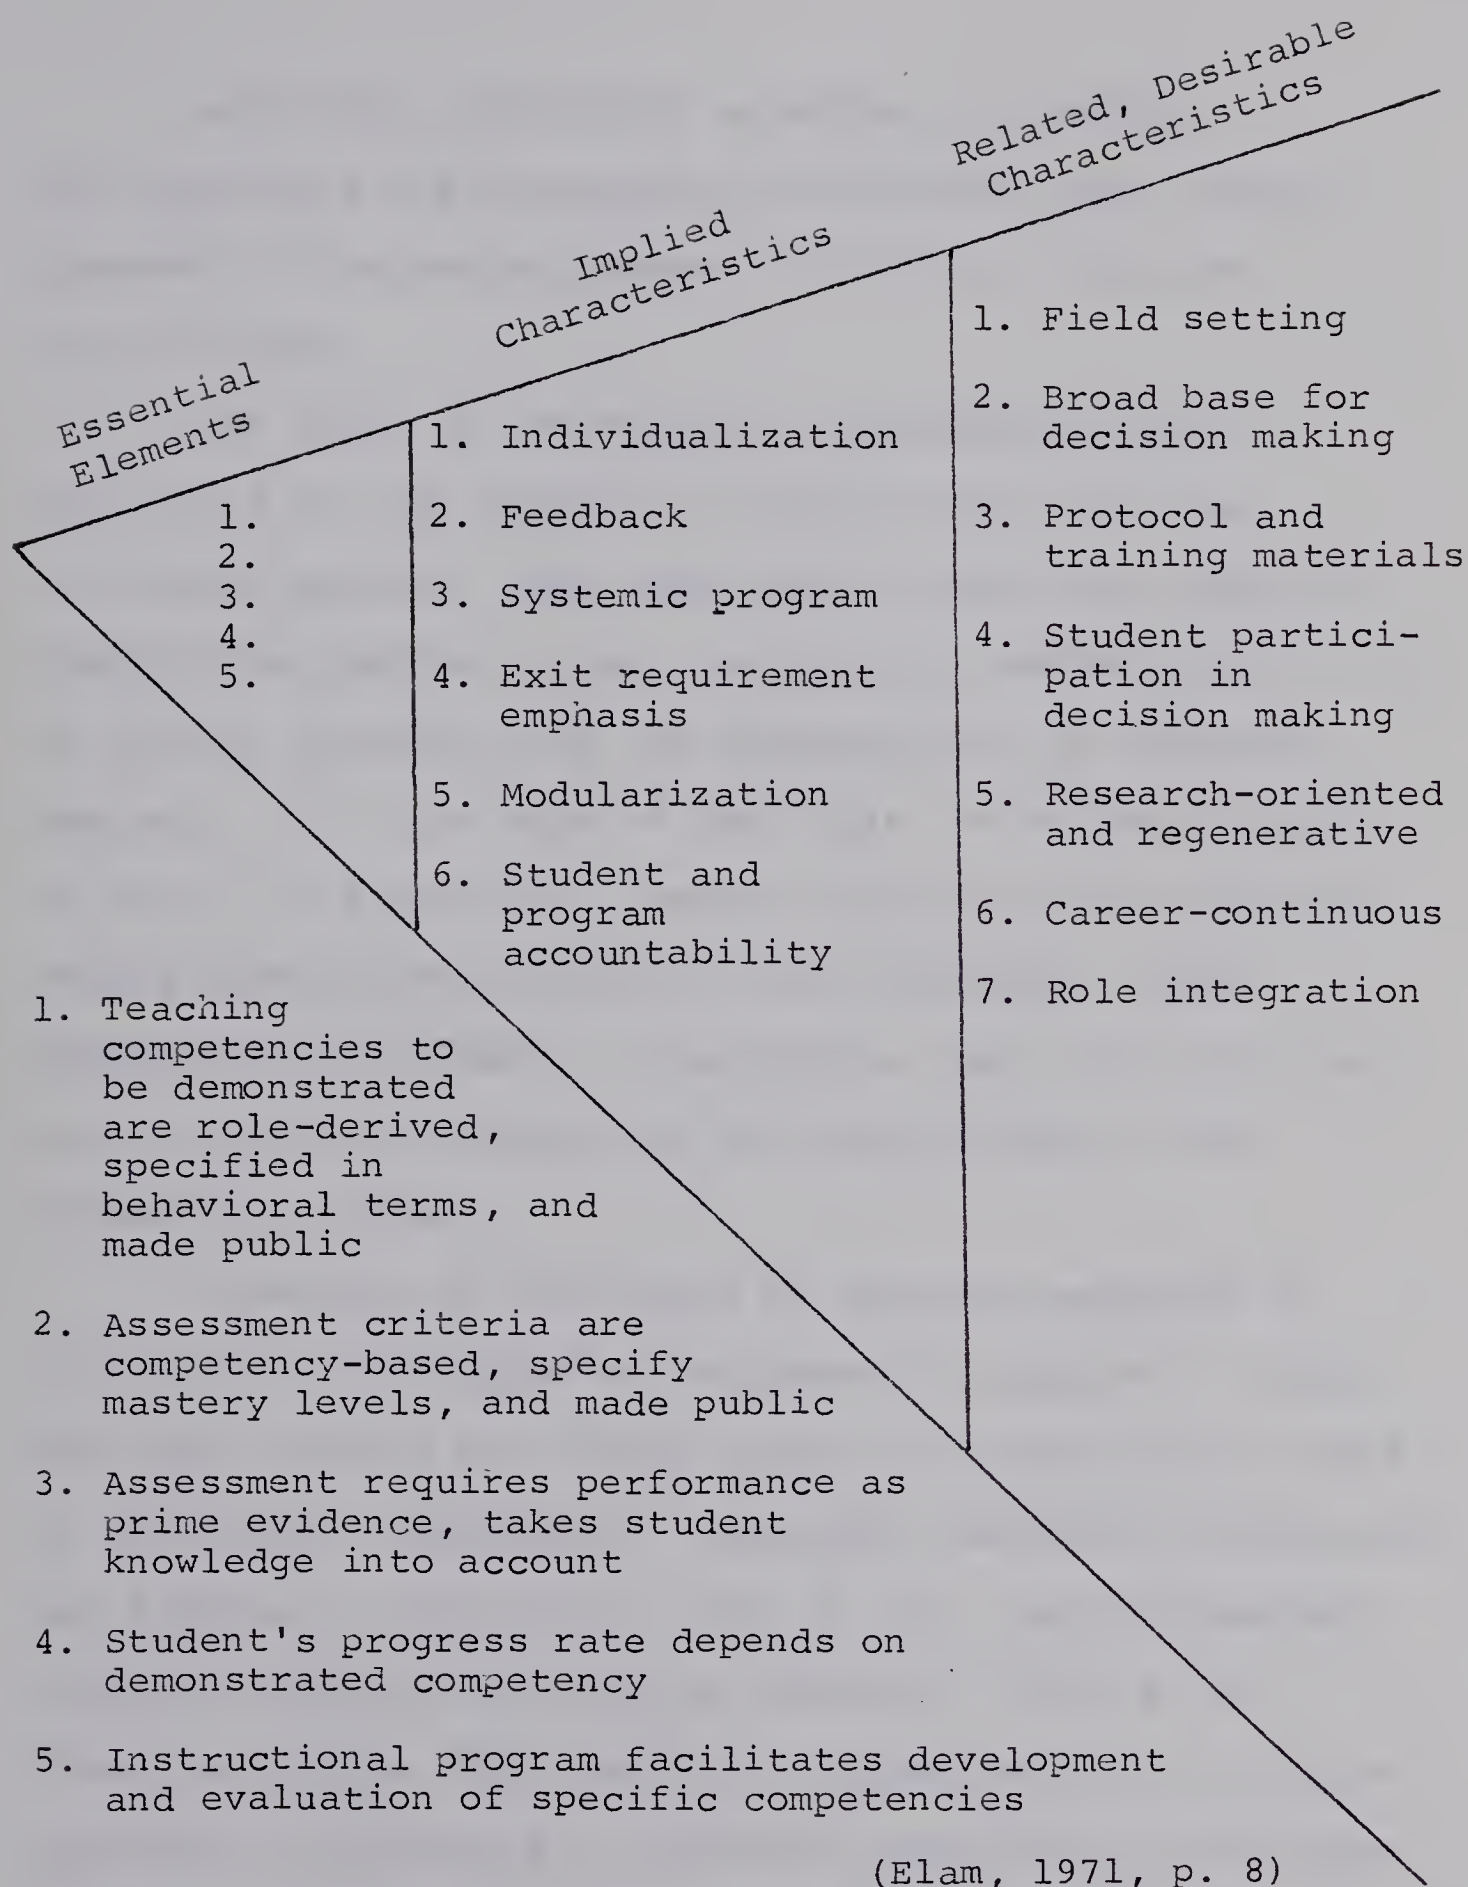 Essential
Elements
1.
2.
3.
4.
5.
Implied
Characteristics
1. Individualization
2. Feedback
3. Systemic program
4. Exit requirement
emphasis
5. Modularization
6. Student and
program
accountability
Related, Desirable
Characteristics
1. Field setting
2. Broad base for
decision making
3. Protocol and
training materials
4. Student partici-
pation in
decision making
5. Research-oriented
and regenerative
6. Career-continuous
7. Role integration
1. Teaching
competencies to
be demonstrated
are role-derived,
specified in
behavioral terms, and
made public
2. Assessment criteria are
competency-based, specify
mastery levels, and made public
3. Assessment requires performance as
prime evidence, takes student
knowledge into account
4. Student's progress rate depends on
demonstrated competency
5. Instructional program facilitates development
and evaluation of specific competencies
(Elam, 1971, p. 8)